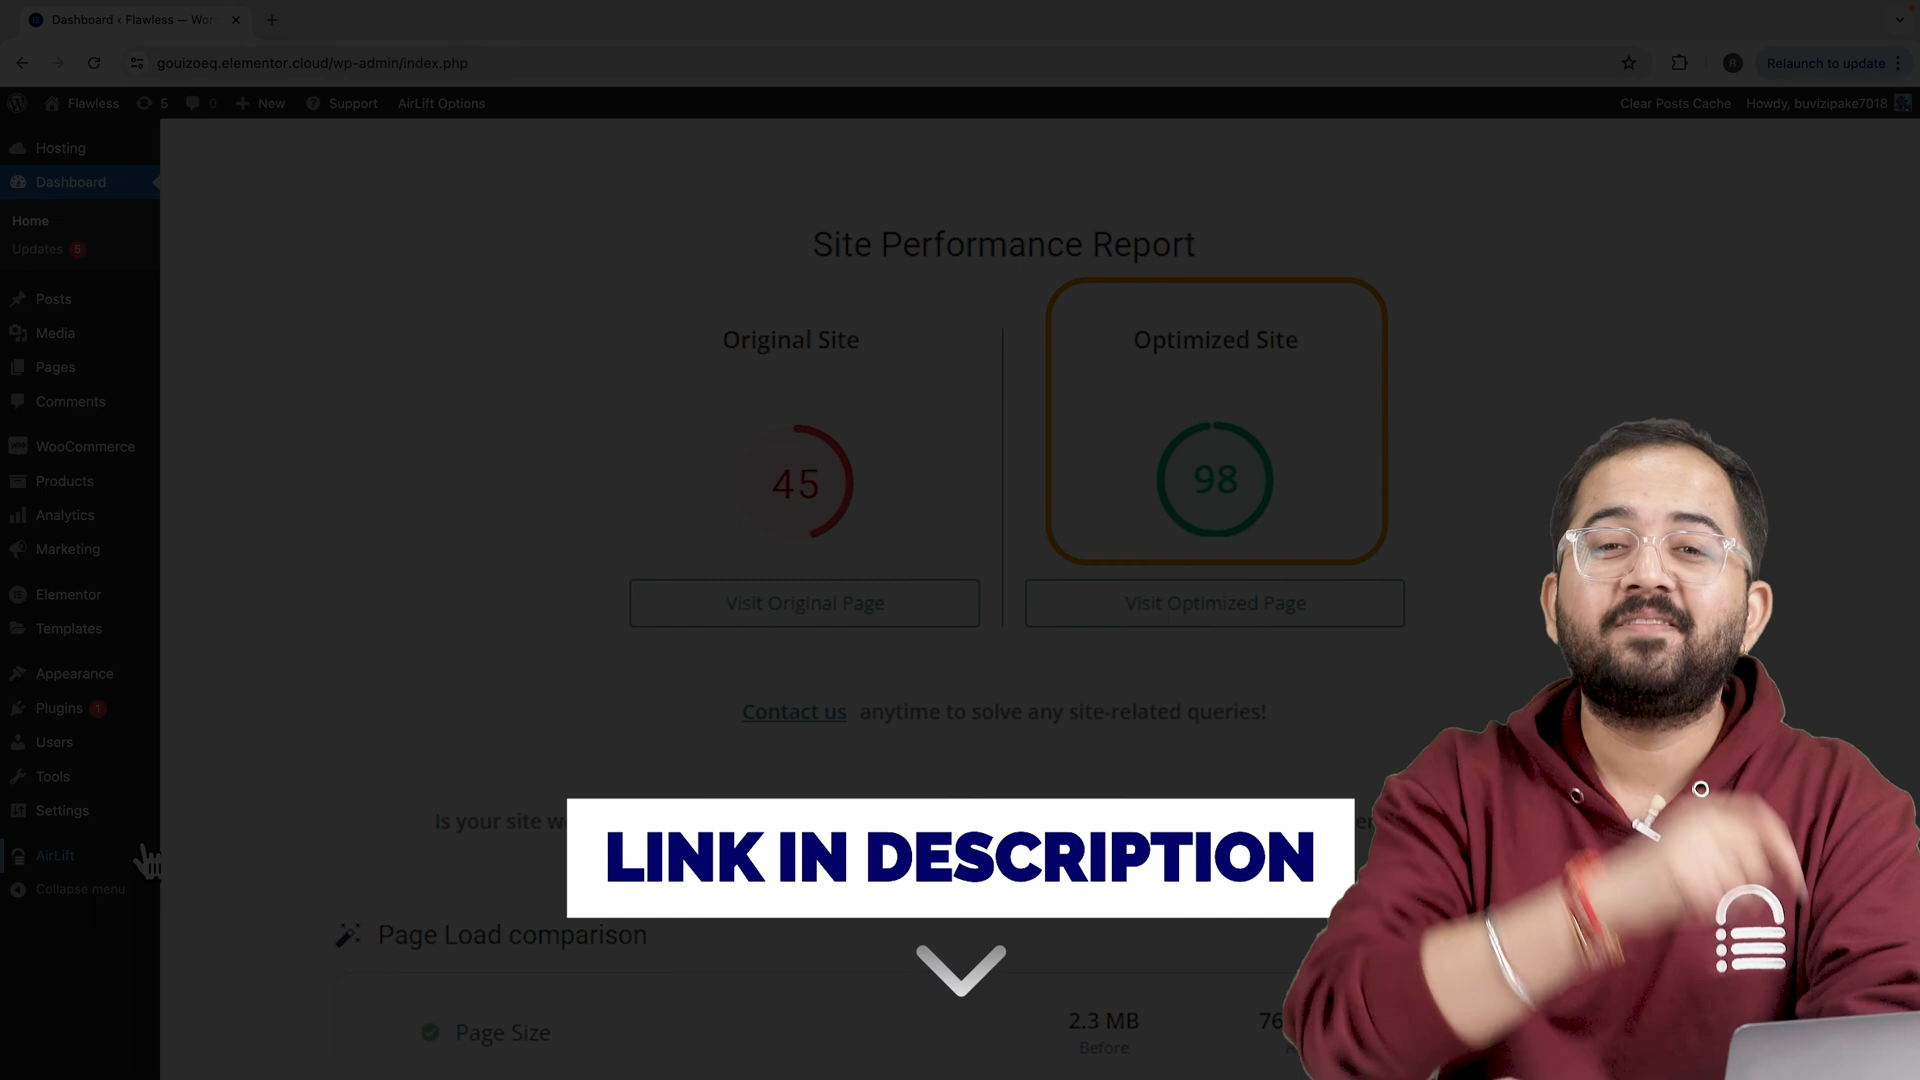 Dashboard ‹ Flawless — Wor
gouizoeq.elementor.cloud/wp-admin/index.php
R
Relaunch to update
Flawless
5
0
New
Support
AirLift Options
Clear Posts Cache
Howdy, buvizipake7018
Hosting
Dashboard
Home
Updates 5
Posts
Media
Pages
Comments
WooCommerce
Products
Analytics
Marketing
Elementor
Templates
Appearance
Plugins 1
Users
Tools
Settings
AirLift
Collapse menu
Site Performance Report
Original Site
Optimized Site
45
98
Visit Original Page
Visit Optimized Page
Contact us anytime to solve any site-related queries!
Is your site
LINK IN DESCRIPTION
Page Load comparison
Page Size
2.3 MB
76
Before